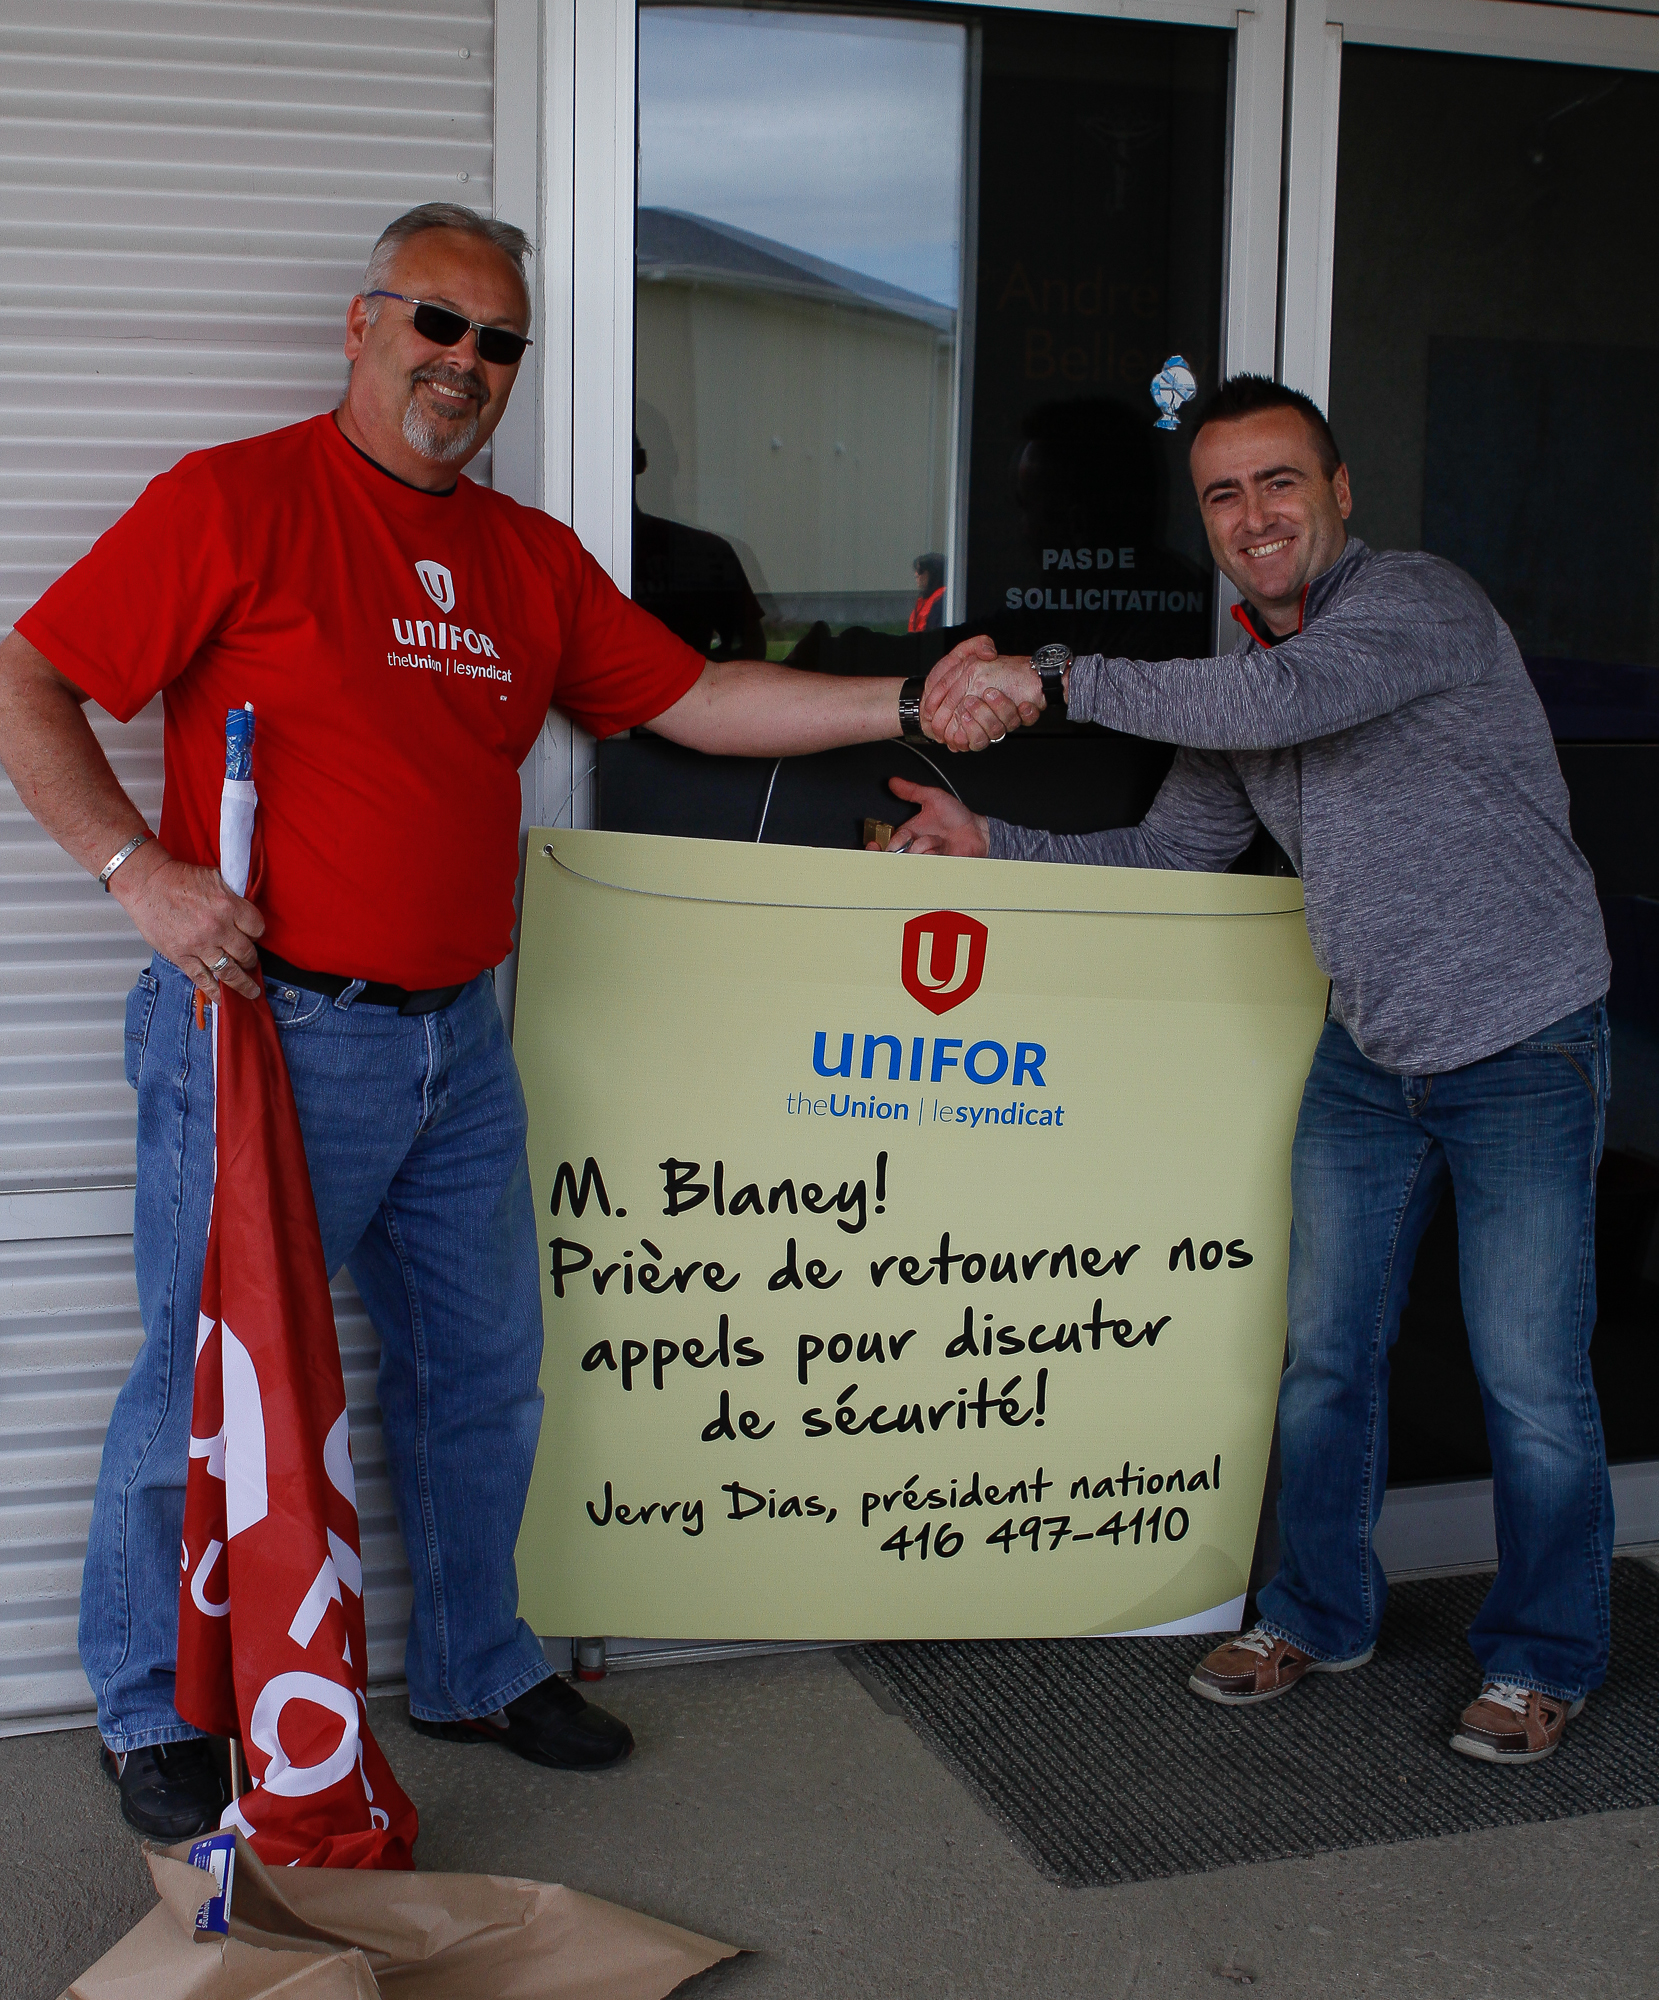 Andre
PAS DE
SOLLICITATION
U
unIFOR
theUnion | lesyndicat
U
unIFOR
theUnion | lesyndicat
M. Blaney!
Prière de retourner nos
appels pour discuter
de sécurité!
Jerry Dias, président national
416 497-4110